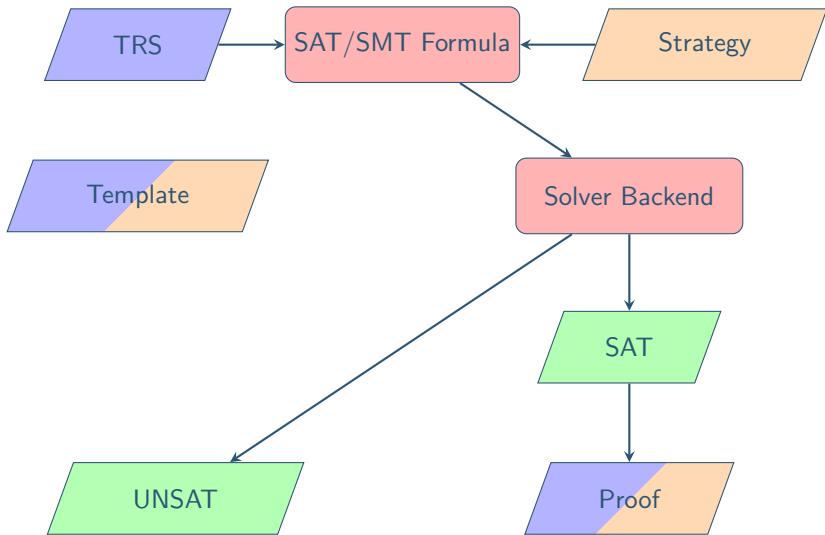 TRS
SAT/SMT Formula
Strategy
Template
Solver Backend
SAT
UNSAT
Proof